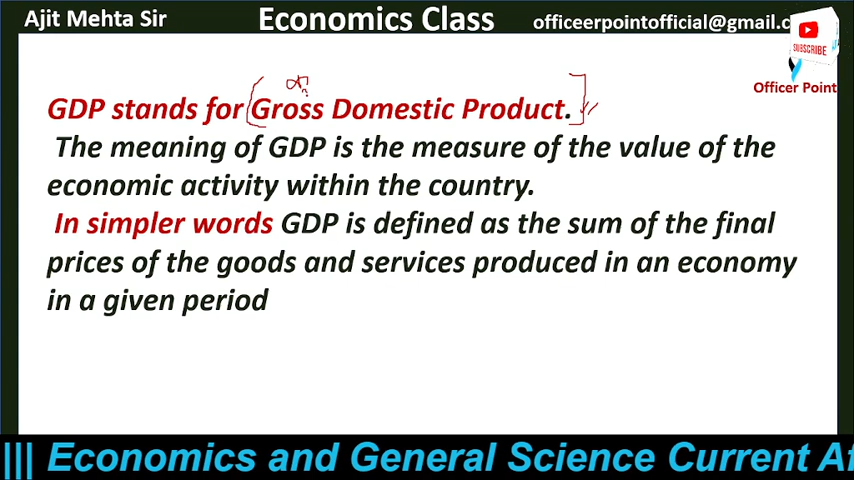 Ajit Mehta Sir
Economics Class
officeerpointofficial@gmail.c
SUBSCRIBE
Officer Point
GDP stands for Gross Domestic Product.
The meaning of GDP is the measure of the value of the
economic activity within the country.
In simpler words GDP is defined as the sum of the final
prices of the goods and services produced in an economy
in a given period
||| Economics and General Science Current Af